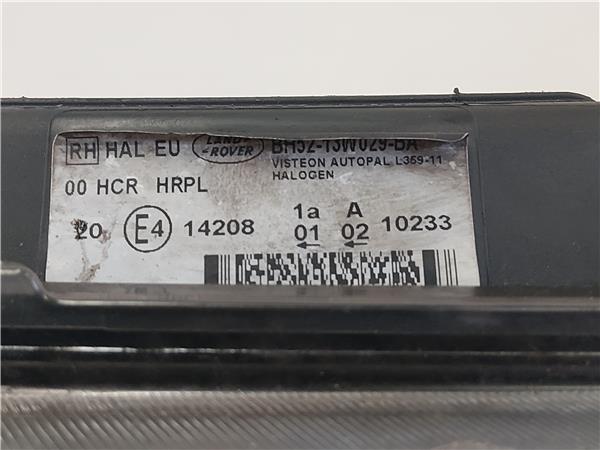 RH HAL EU LAND-ROVER BH52-13W029-BA
VISTEON AUTOPAL L359-11
HALOGEN
00 HCR HRPL
20 E4 14208 1a 01 A 02 10233